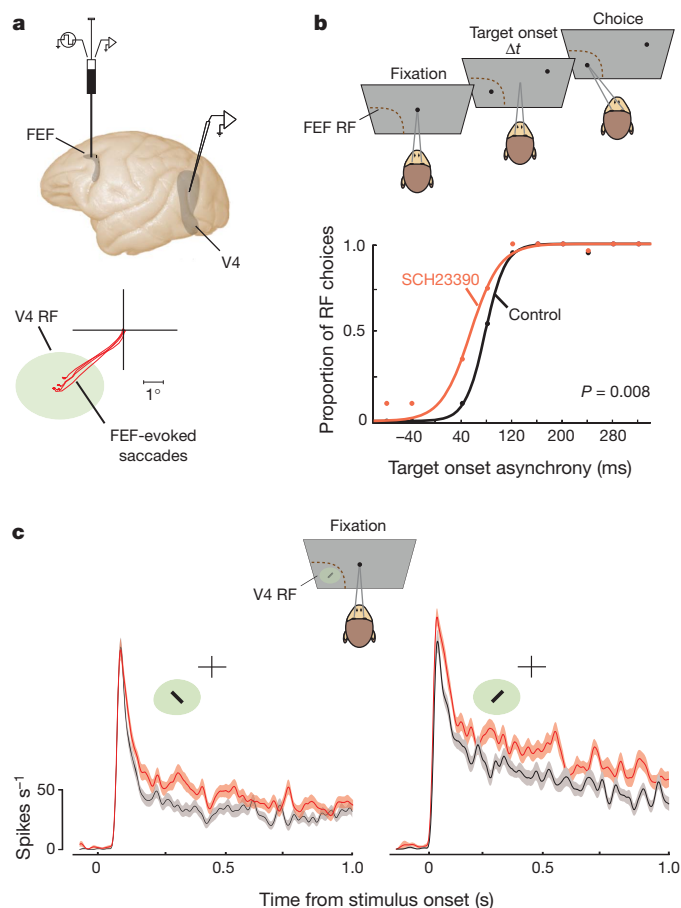 a
FEF
V4
V4 RF
1°
FEF-evoked
saccades
b
Choice
Target onset
Δt
Fixation
FEF RF
Proportion of RF choices
1.0
0.5
0
SCH23390
Control
P = 0.008
−40 40 120 200 280
Target onset asynchrony (ms)
c
Fixation
V4 RF
Spikes s⁻¹
50
0
0 0.5 1.0
0 0.5 1.0
Time from stimulus onset (s)